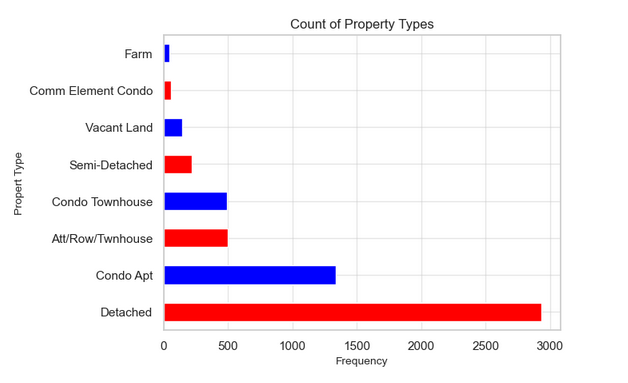 Count of Property Types
Farm
Comm Element Condo
Vacant Land
Semi-Detached
Condo Townhouse
Att/Row/Twnhouse
Condo Apt
Detached
Propert Type
0 500 1000 1500 2000 2500 3000
Frequency